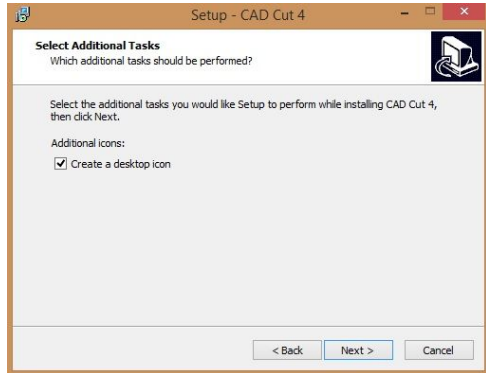 Setup - CAD Cut 4
Select Additional Tasks
Which additional tasks should be performed?
Select the additional tasks you would like Setup to perform while installing CAD Cut 4,
then click Next.
Additional icons:
Create a desktop icon
< Back
Next >
Cancel